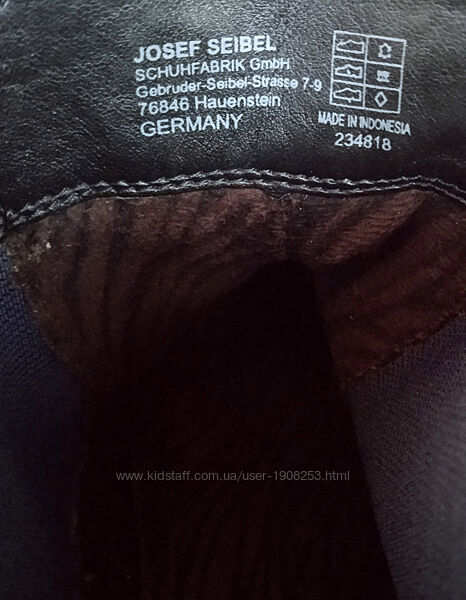 JOSEF SEIBEL
SCHUHFABRIK GmbH
Gebruder-Seibel-Strasse 7-9
76846 Hauenstein
GERMANY
MADE IN INDONESIA
234818
www.kidstaff.com.ua/user-1908253.html